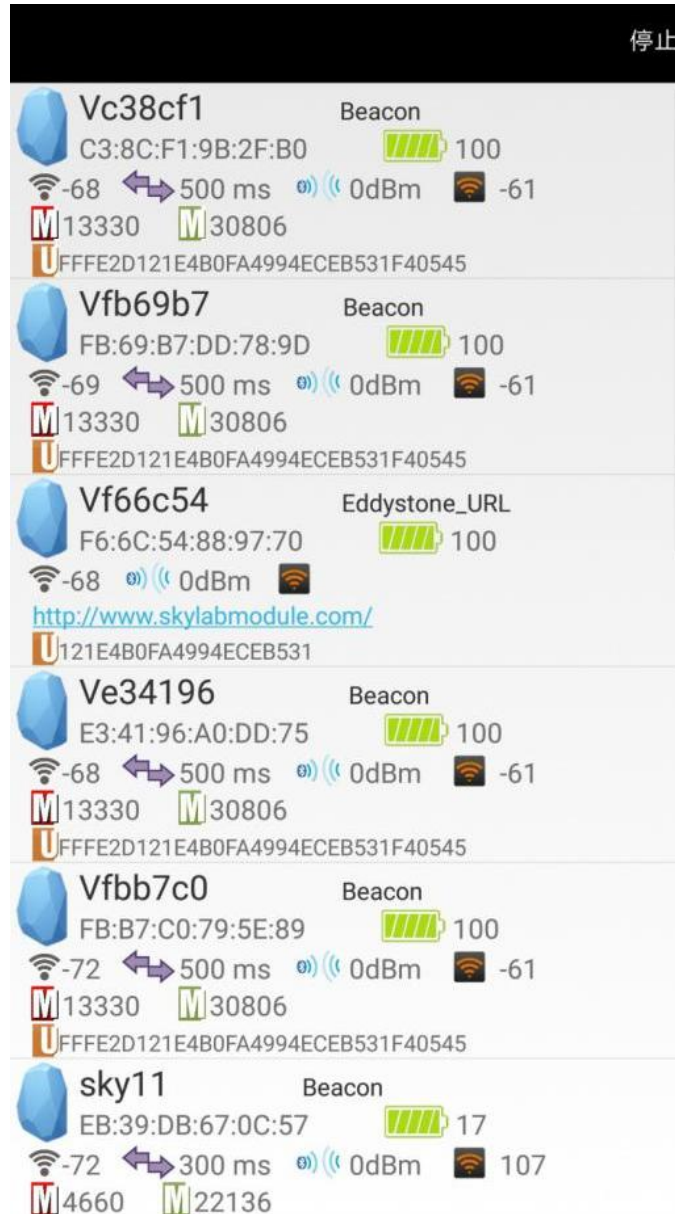 停止
Vc38cf1 Beacon
C3:8C:F1:9B:2F:B0 100
-68 500 ms 0dBm -61
M 13330 M 30806
U FFFE2D121E4B0FA4994ECEB531F40545
Vfb69b7 Beacon
FB:69:B7:DD:78:9D 100
-69 500 ms 0dBm -61
M 13330 M 30806
U FFFE2D121E4B0FA4994ECEB531F40545
Vf66c54 Eddystone_URL
F6:6C:54:88:97:70 100
-68 0dBm
http://www.skylabmodule.com/
U 121E4B0FA4994ECEB531
Ve34196 Beacon
E3:41:96:A0:DD:75 100
-68 500 ms 0dBm -61
M 13330 M 30806
U FFFE2D121E4B0FA4994ECEB531F40545
Vfbb7c0 Beacon
FB:B7:C0:79:5E:89 100
-72 500 ms 0dBm -61
M 13330 M 30806
U FFFE2D121E4B0FA4994ECEB531F40545
sky11 Beacon
EB:39:DB:67:0C:57 17
-72 300 ms 0dBm 107
M 4660 M 22136